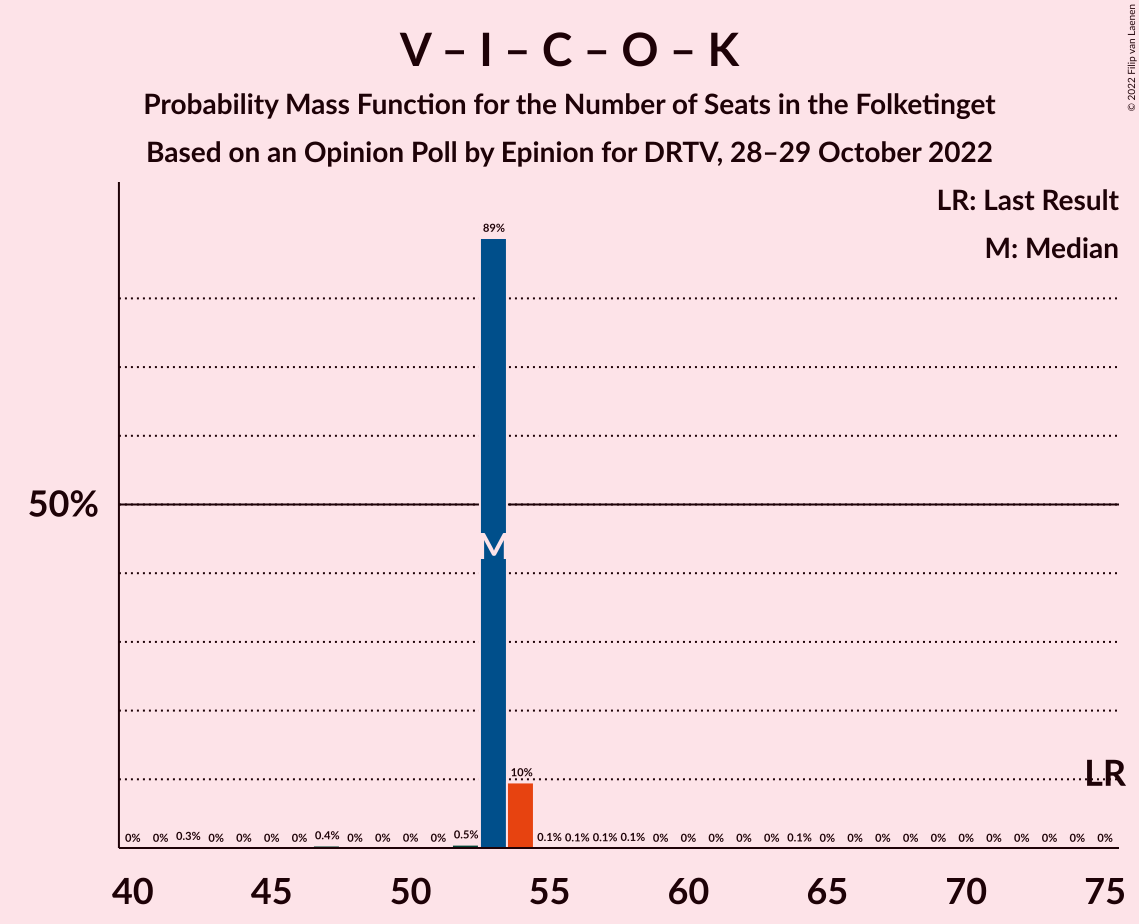 V – I – C – O – K
Probability Mass Function for the Number of Seats in the Folketinget
Based on an Opinion Poll by Epinion for DRTV, 28–29 October 2022
© 2022 Filip van Laenen
LR: Last Result
M: Median
89%
50%
M
10%
LR
0% 0% 0.3% 0% 0% 0% 0% 0.4% 0% 0% 0% 0% 0.5% 0.1% 0.1% 0.1% 0.1% 0% 0% 0% 0% 0% 0.1% 0% 0% 0% 0% 0% 0% 0% 0% 0% 0% 0%
40 45 50 55 60 65 70 75